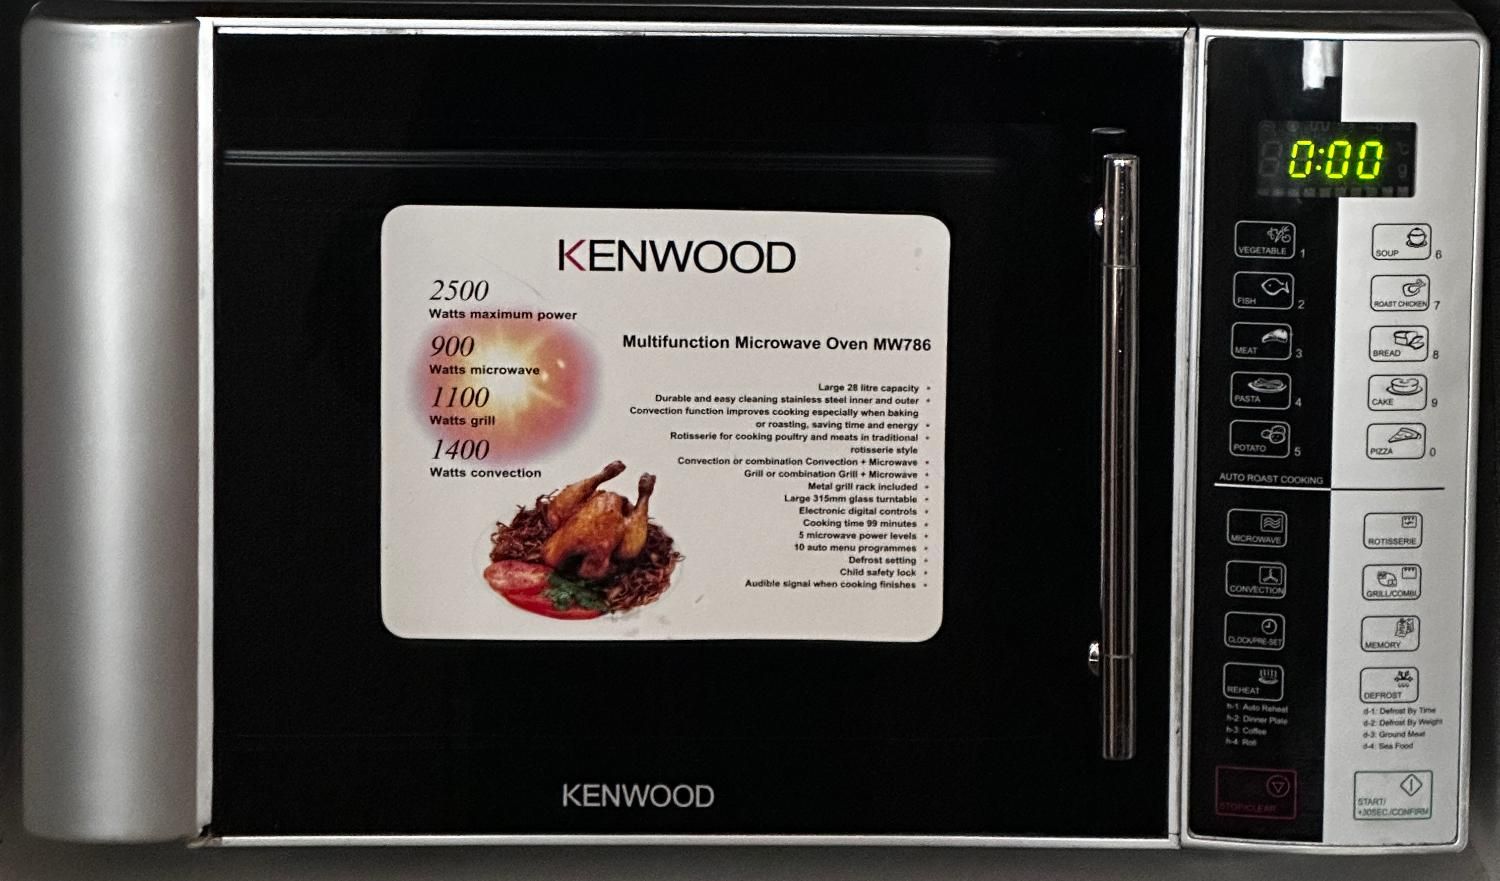 KENWOOD
2500
Watts maximum power
900
Watts microwave
1100
Watts grill
1400
Watts convection
Multifunction Microwave Oven MW786
Large 28 litre capacity •
Durable and easy cleaning stainless steel inner and outer •
Convection function improves cooking especially when baking
or roasting, saving time and energy •
Rotisserie for cooking poultry and meats in traditional •
rotisserie style
Convection or combination Convection + Microwave •
Grill or combination Grill + Microwave •
Metal grill rack included •
Large 315mm glass turntable •
Electronic digital controls •
Cooking time 99 minutes •
5 microwave power levels •
10 auto menu programmes •
Defrost setting •
Child safety lock •
Audible signal when cooking finishes •
KENWOOD
0:00
VEGETABLE 1
SOUP 6
FISH 2
ROAST CHICKEN 7
MEAT 3
BREAD 8
PASTA 4
CAKE 9
POTATO 5
PIZZA 0
AUTO ROAST COOKING
MICROWAVE
ROTISSERIE
CONVECTION
GRILL/COMBI.
CLOCK/PRE-SET
MEMORY
REHEAT
DEFROST
h-1: Auto Reheat
h-2: Dinner Plate
h-3: Coffee
h-4: Roll
d-1: Defrost By Time
d-2: Defrost By Weight
d-3: Ground Meat
d-4: Sea Food
STOP/CLEAR
START/
+30SEC./CONFIRM